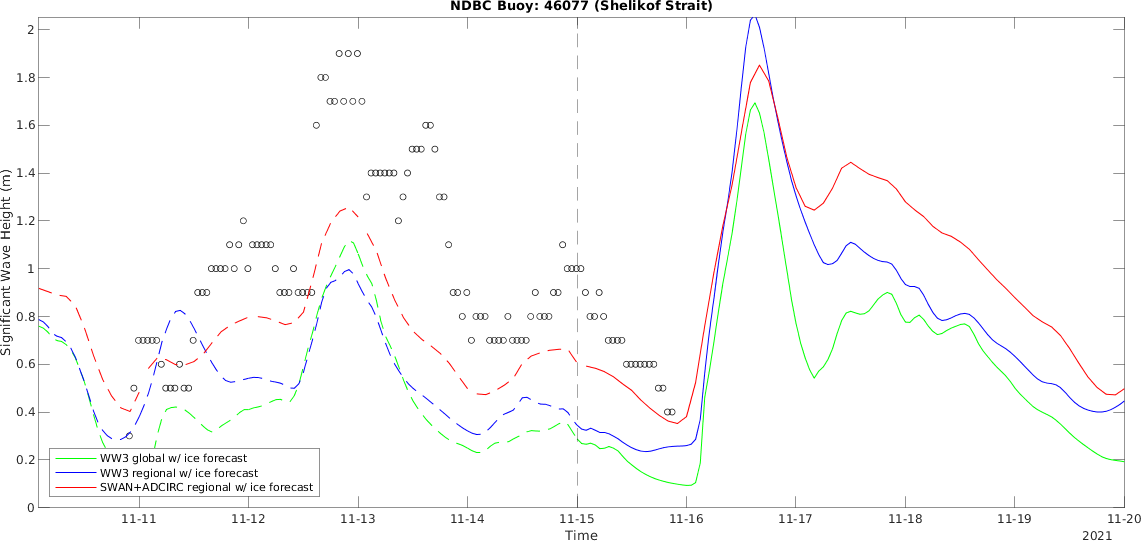 NDBC Buoy: 46077 (Shelikof Strait)
2
1.8
1.6
1.4
1.2
1
0.8
0.6
0.4
0.2
0
Significant Wave Height (m)
WW3 global w/ ice forecast
WW3 regional w/ ice forecast
SWAN+ADCIRC regional w/ ice forecast
11-11 11-12 11-13 11-14 11-15 11-16 11-17 11-18 11-19 11-20
Time
2021